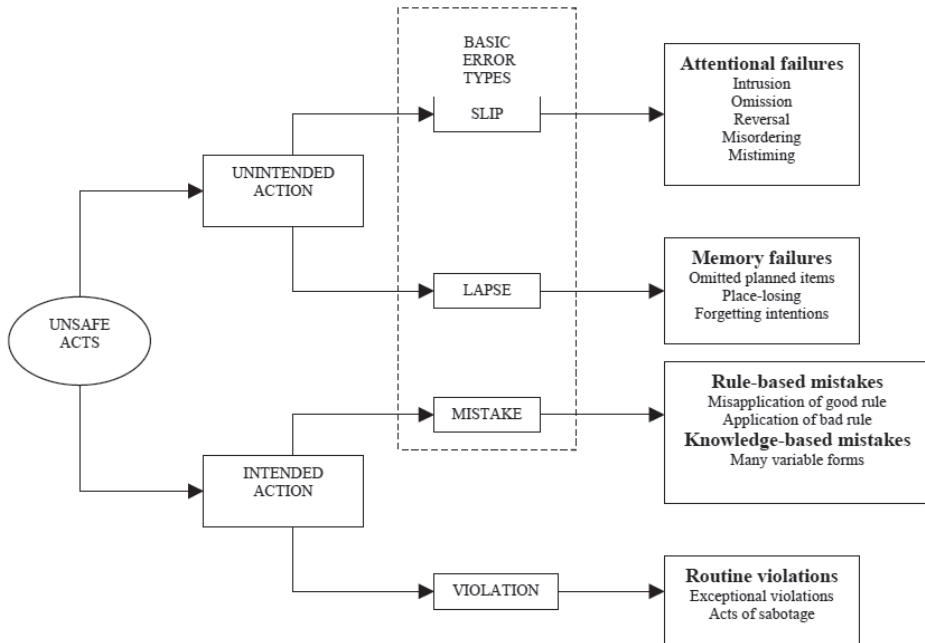 BASIC
ERROR
TYPES
SLIP
Attentional failures
Intrusion
Omission
Reversal
Misordering
Mistiming
UNINTENDED
ACTION
LAPSE
Memory failures
Omitted planned items
Place-losing
Forgetting intentions
UNSAFE
ACTS
MISTAKE
Rule-based mistakes
Misapplication of good rule
Application of bad rule
Knowledge-based mistakes
Many variable forms
INTENDED
ACTION
VIOLATION
Routine violations
Exceptional violations
Acts of sabotage